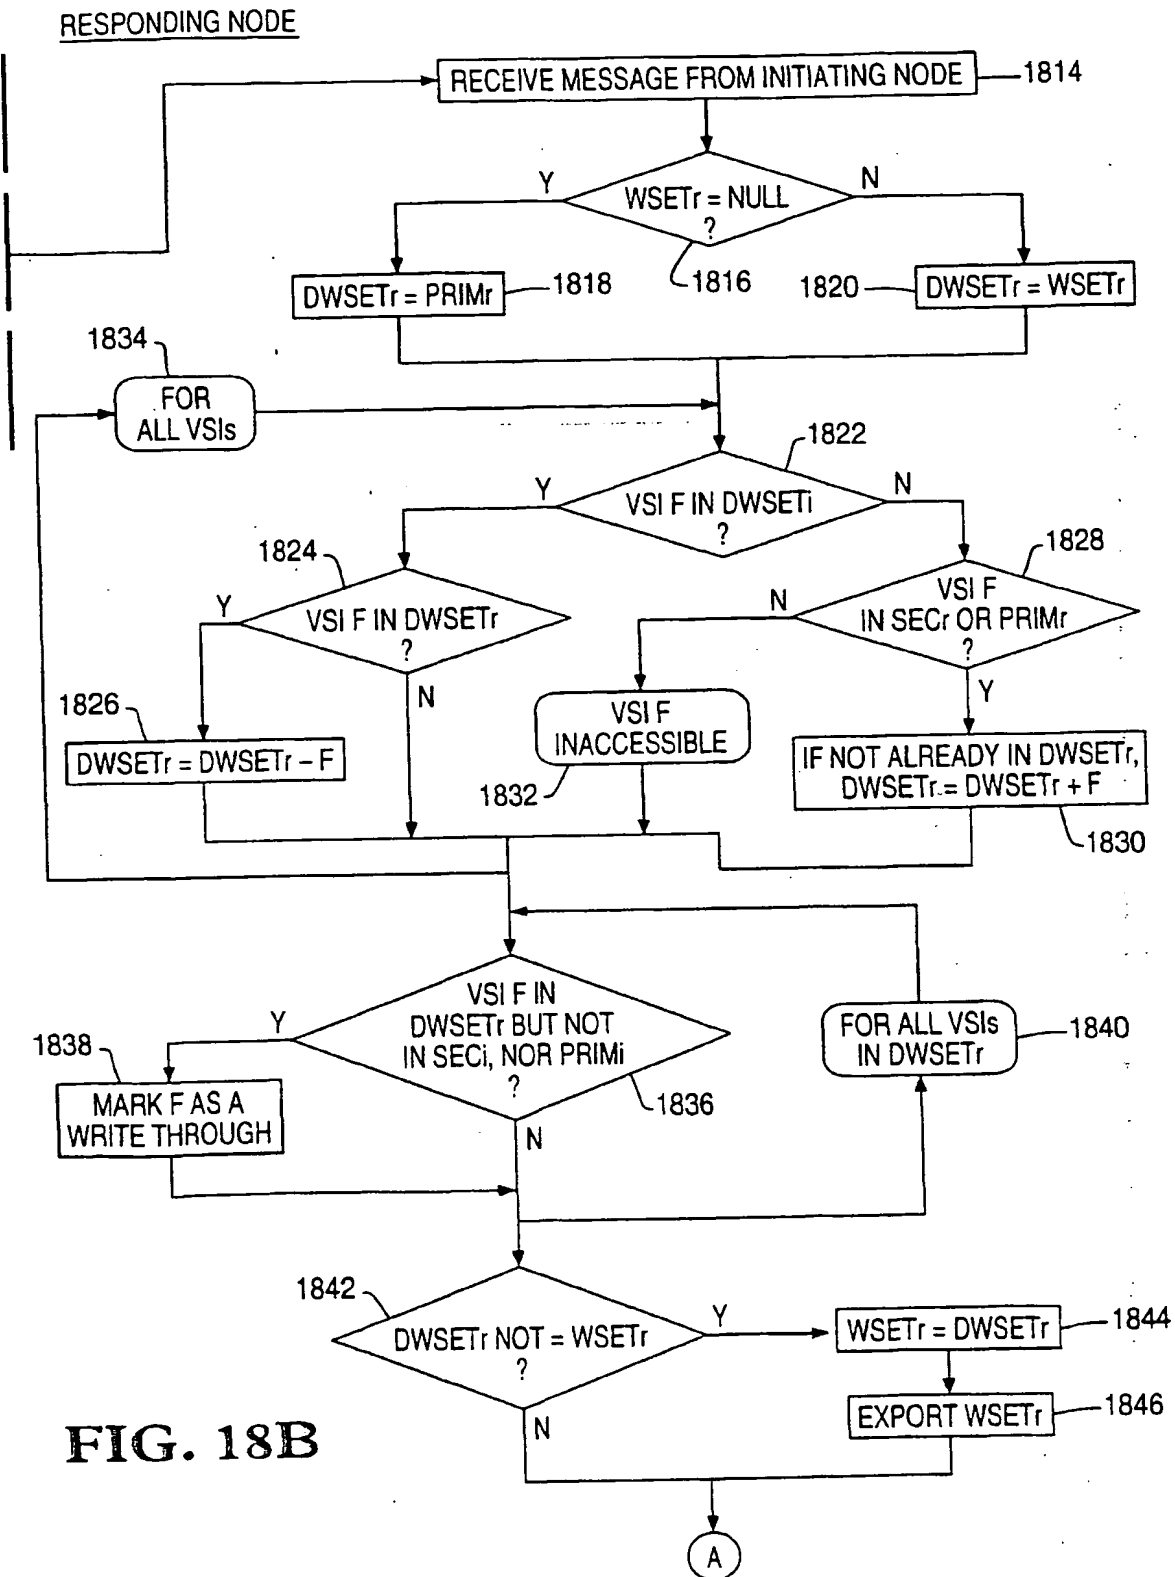 RESPONDING NODE
RECEIVE MESSAGE FROM INITIATING NODE
1814
Y
WSETr = NULL
?
N
1816
DWSETr = PRIMr
1818
1820
DWSETr = WSETr
1834
FOR
ALL VSIs
1822
Y
VSI F IN DWSETi
?
N
1824
Y
VSI F IN DWSETr
?
N
1828
N
VSI F
IN SECr OR PRIMr
?
Y
1826
DWSETr = DWSETr – F
VSI F
INACCESSIBLE
1832
IF NOT ALREADY IN DWSETr,
DWSETr = DWSETr + F
1830
Y
VSI F IN
DWSETr BUT NOT
IN SECi, NOR PRIMi
?
N
1836
1838
MARK F AS A
WRITE THROUGH
FOR ALL VSIs
IN DWSETr
1840
1842
DWSETr NOT = WSETr
?
Y
N
WSETr = DWSETr
1844
EXPORT WSETr
1846
FIG. 18B
A